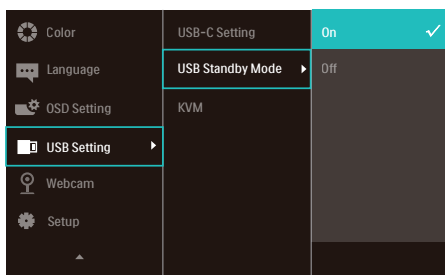 Color
Language
OSD Setting
USB Setting
Webcam
Setup
USB-C Setting
USB Standby Mode
KVM
On
Off